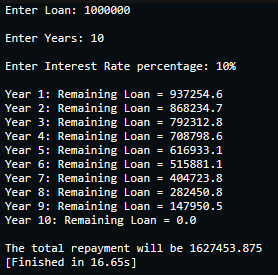 Enter Loan: 1000000
Enter Years: 10
Enter Interest Rate percentage: 10%
Year 1: Remaining Loan = 937254.6
Year 2: Remaining Loan = 868234.7
Year 3: Remaining Loan = 792312.8
Year 4: Remaining Loan = 708798.6
Year 5: Remaining Loan = 616933.1
Year 6: Remaining Loan = 515881.1
Year 7: Remaining Loan = 404723.8
Year 8: Remaining Loan = 282450.8
Year 9: Remaining Loan = 147950.5
Year 10: Remaining Loan = 0.0
The total repayment will be 1627453.875
[Finished in 16.65s]